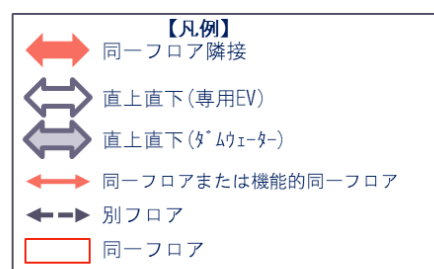 【凡例】
同一フロア隣接
直上直下(専用EV)
直上直下(ﾀﾞﾑｳｪｰﾀｰ)
同一フロアまたは機能的同一フロア
別フロア
同一フロア